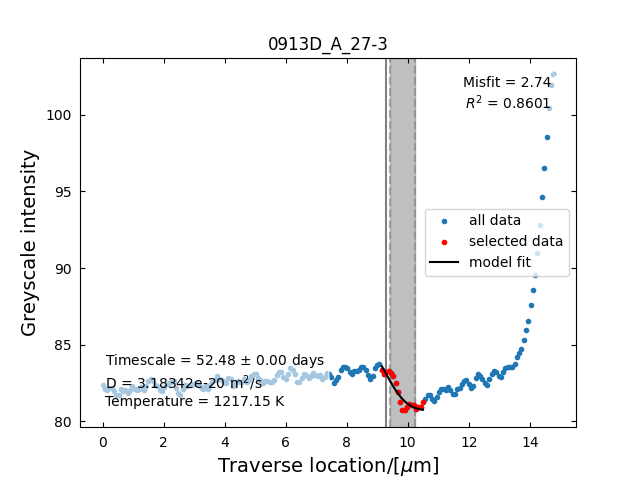 0913D_A_27-3
Misfit = 2.74
R² = 0.8601
Greyscale intensity
100
95
90
85
80
all data
selected data
model fit
Timescale = 52.48 ± 0.00 days
D = 3.18342e-20 m²/s
Temperature = 1217.15 K
0 2 4 6 8 10 12 14
Traverse location/[μm]